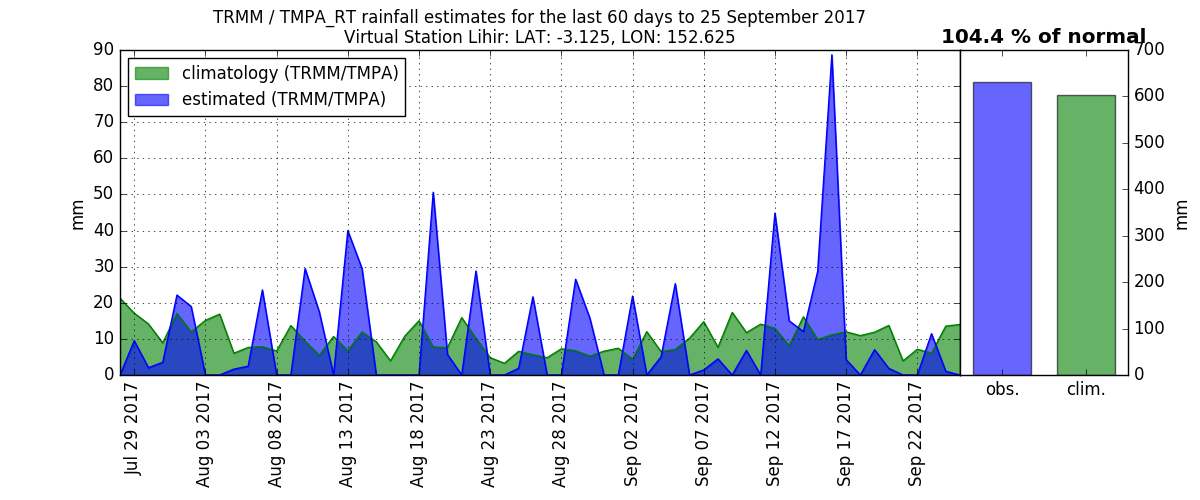 TRMM / TMPA_RT rainfall estimates for the last 60 days to 25 September 2017
Virtual Station Lihir: LAT: -3.125, LON: 152.625
104.4 % of normal
climatology (TRMM/TMPA)
estimated (TRMM/TMPA)
mm
90
80
70
60
50
40
30
20
10
0
Jul 29 2017
Aug 03 2017
Aug 08 2017
Aug 13 2017
Aug 18 2017
Aug 23 2017
Aug 28 2017
Sep 02 2017
Sep 07 2017
Sep 12 2017
Sep 17 2017
Sep 22 2017
700
600
500
400
300
200
100
0
mm
obs.
clim.